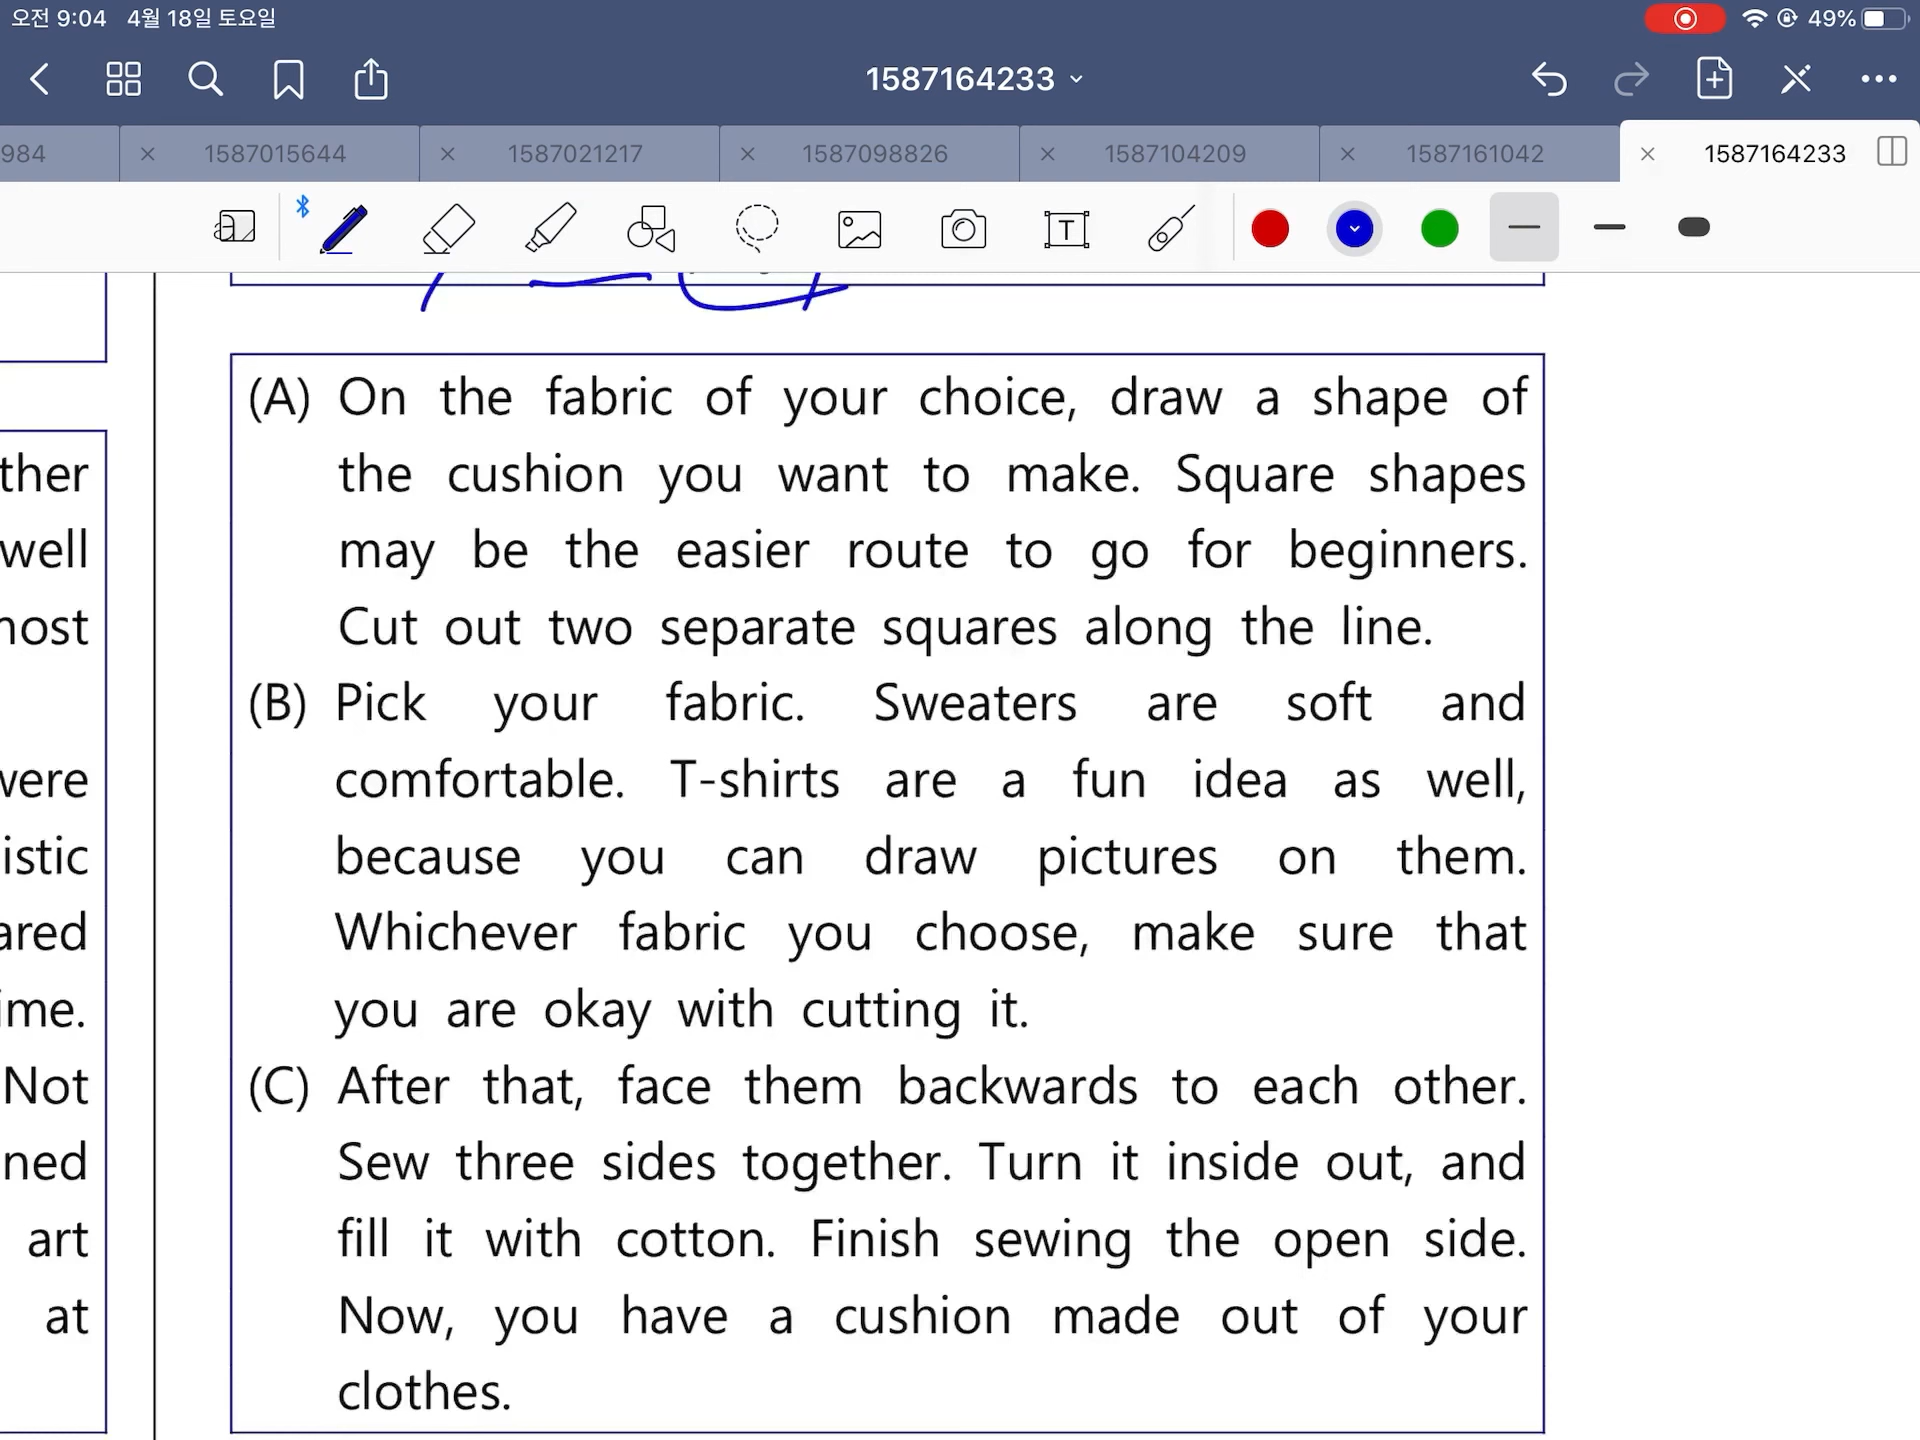 오전 9:04 4월 18일 토요일
49%
1587164233
984
1587015644
1587021217
1587098826
1587104209
1587161042
1587164233
ther
well
were
istic
ared
Not
ned
art
at
(A) On the fabric of your choice, draw a shape of
the cushion you want to make. Square shapes
may be the easier route to go for beginners.
Cut out two separate squares along the line.
(B) Pick your fabric. Sweaters are soft and
comfortable. T-shirts are a fun idea as well,
because you can draw pictures on them.
Whichever fabric you choose, make sure that
you are okay with cutting it.
(C) After that, face them backwards to each other.
Sew three sides together. Turn it inside out, and
fill it with cotton. Finish sewing the open side.
Now, you have a cushion made out of your
clothes.